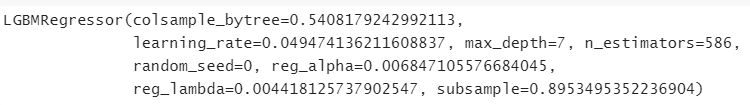 LGBMRegressor(colsample_bytree=0.5408179242992113,
learning_rate=0.049474136211608837, max_depth=7, n_estimators=586,
random_seed=0, reg_alpha=0.006847105576684045,
reg_lambda=0.004418125737902547, subsample=0.8953495352236904)